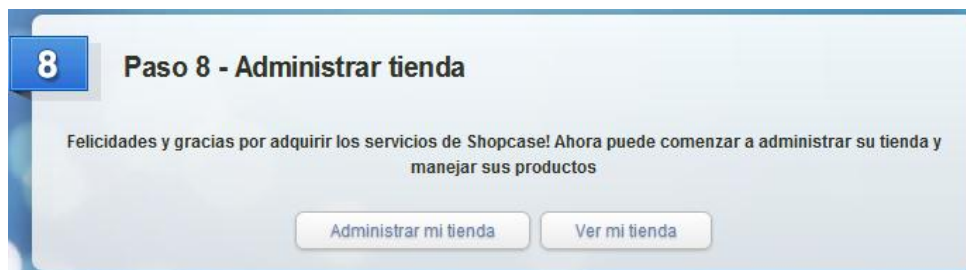 8
Paso 8 - Administrar tienda
Felicidades y gracias por adquirir los servicios de Shopcase! Ahora puede comenzar a administrar su tienda y
manejar sus productos
Administrar mi tienda
Ver mi tienda